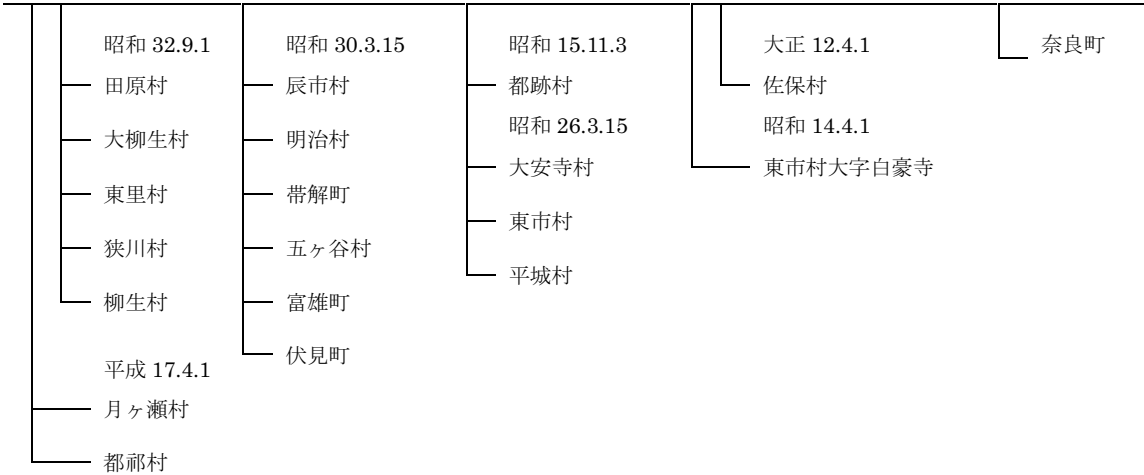 昭和 32.9.1
田原村
大柳生村
東里村
狭川村
柳生村
平成 17.4.1
月ヶ瀬村
都祁村
昭和 30.3.15
辰市村
明治村
帯解町
五ヶ谷村
富雄町
伏見町
昭和 15.11.3
都跡村
昭和 26.3.15
大安寺村
東市村
平城村
大正 12.4.1
佐保村
昭和 14.4.1
東市村大字白豪寺
奈良町